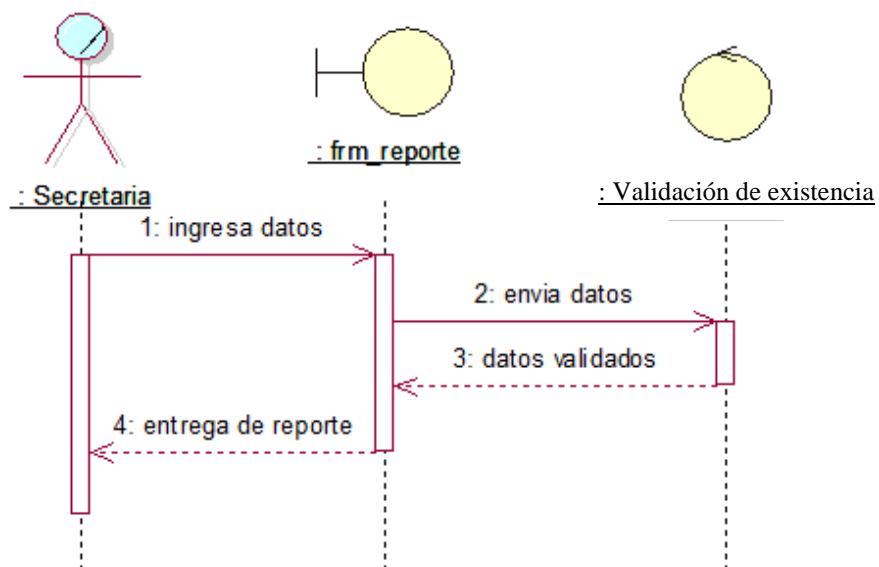 : Secretaria
: frm_reporte
: Validación de existencia
1: ingresa datos
2: envia datos
3: datos validados
4: entrega de reporte